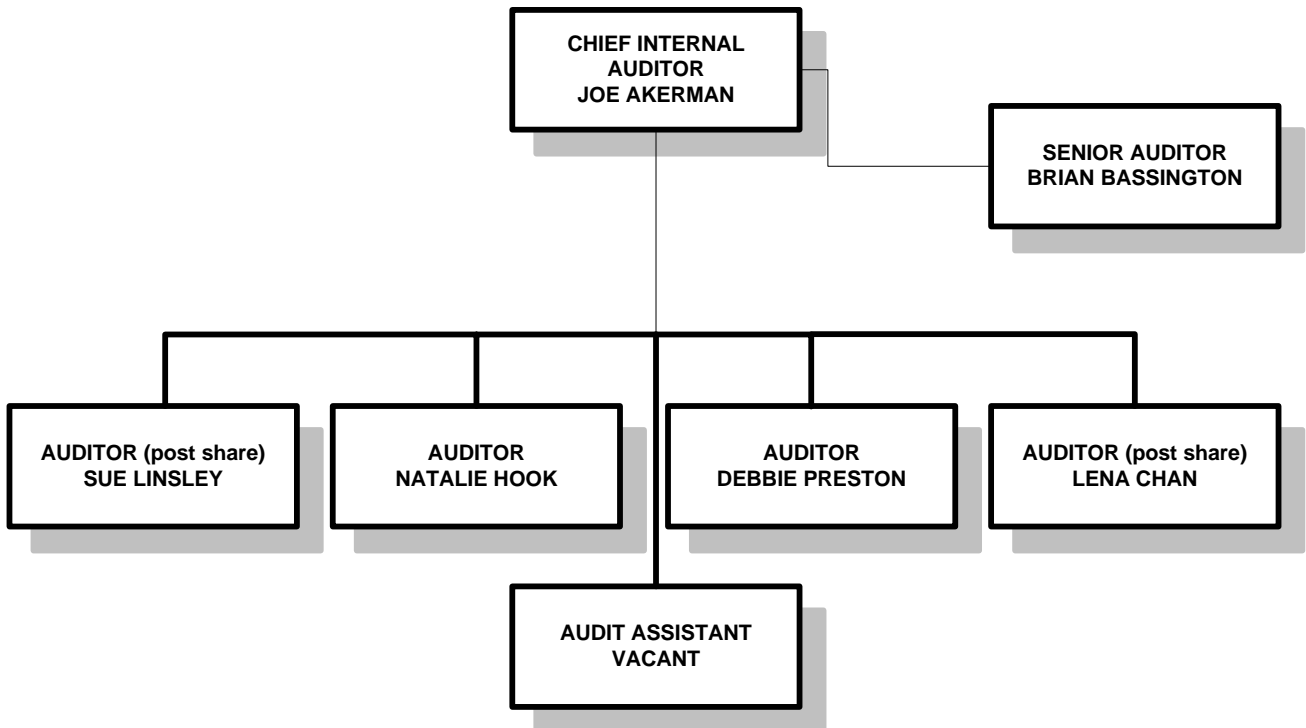 CHIEF INTERNAL
AUDITOR
JOE AKERMAN
SENIOR AUDITOR
BRIAN BASSINGTON
AUDITOR (post share)
SUE LINSLEY
AUDITOR
NATALIE HOOK
AUDITOR
DEBBIE PRESTON
AUDITOR (post share)
LENA CHAN
AUDIT ASSISTANT
VACANT